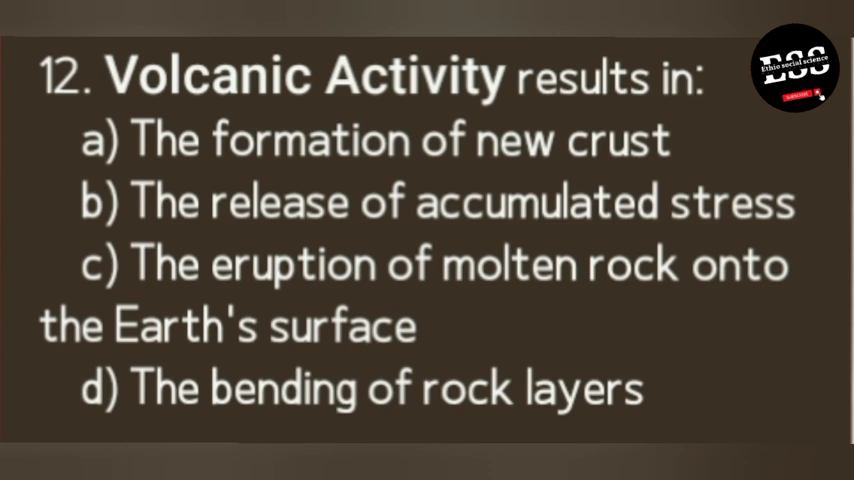 12. Volcanic Activity results in:
a) The formation of new crust
b) The release of accumulated stress
c) The eruption of molten rock onto
the Earth's surface
d) The bending of rock layers
ESS
Ethio social science
SUBSCRIBE